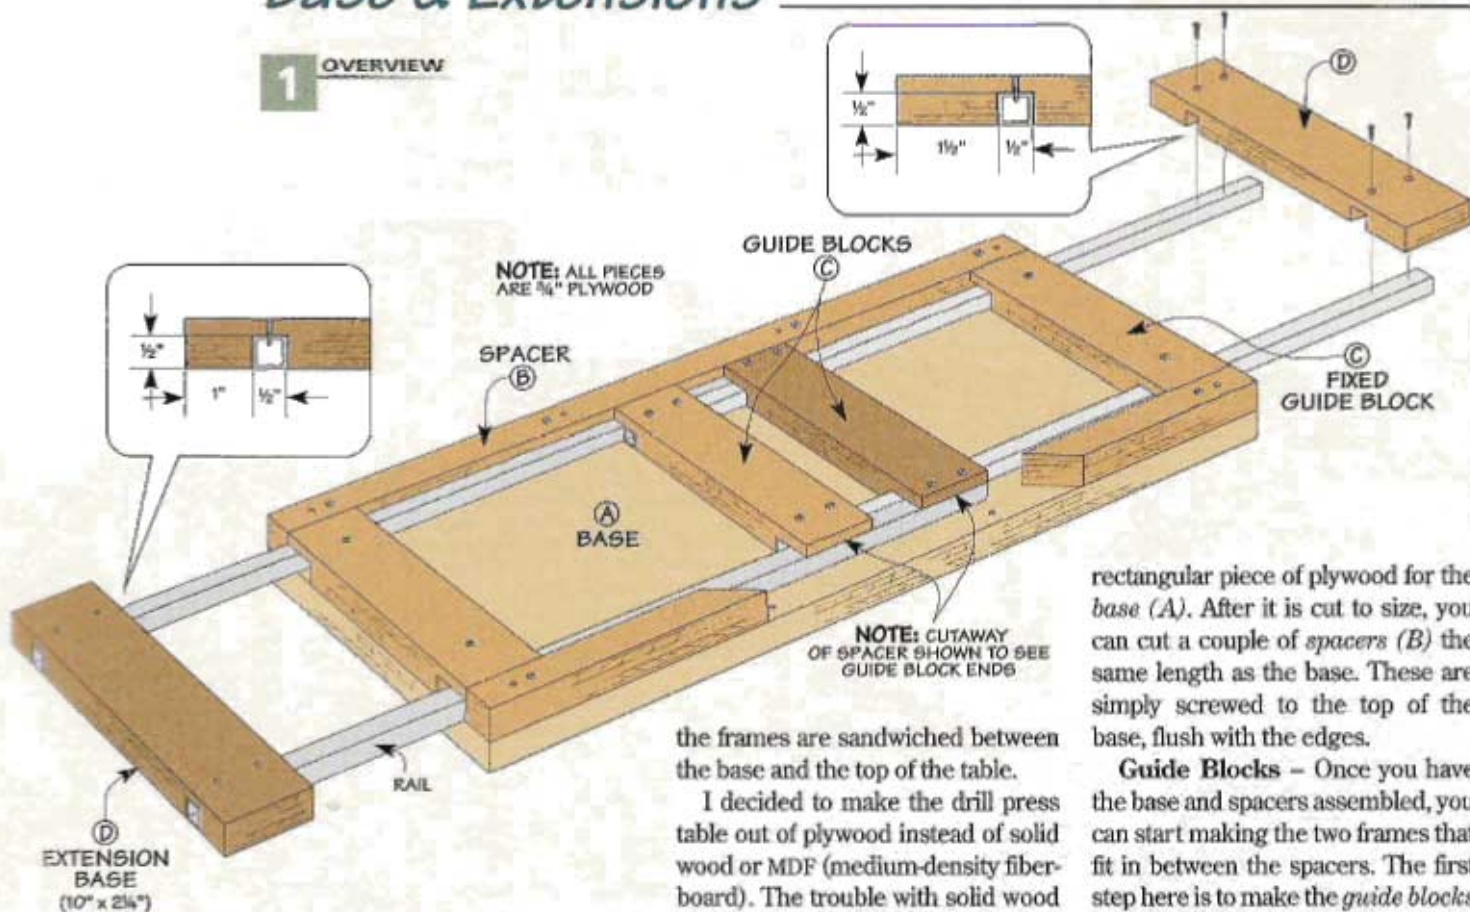 Base & Extensions
1 OVERVIEW
½"
1½" ½"
D
GUIDE BLOCKS
C
NOTE: ALL PIECES
ARE ¾" PLYWOOD
½"
1" ½"
SPACER
B
C
FIXED
GUIDE BLOCK
A
BASE
NOTE: CUTAWAY
OF SPACER SHOWN TO SEE
GUIDE BLOCK ENDS
RAIL
D
EXTENSION
BASE
(10" x 2¼")
the frames are sandwiched between
the base and the top of the table.
I decided to make the drill press
table out of plywood instead of solid
wood or MDF (medium-density fiber-
board). The trouble with solid wood
rectangular piece of plywood for the
base (A). After it is cut to size, you
can cut a couple of spacers (B) the
same length as the base. These are
simply screwed to the top of the
base, flush with the edges.
Guide Blocks – Once you have
the base and spacers assembled, you
can start making the two frames that
fit in between the spacers. The first
step here is to make the guide blocks